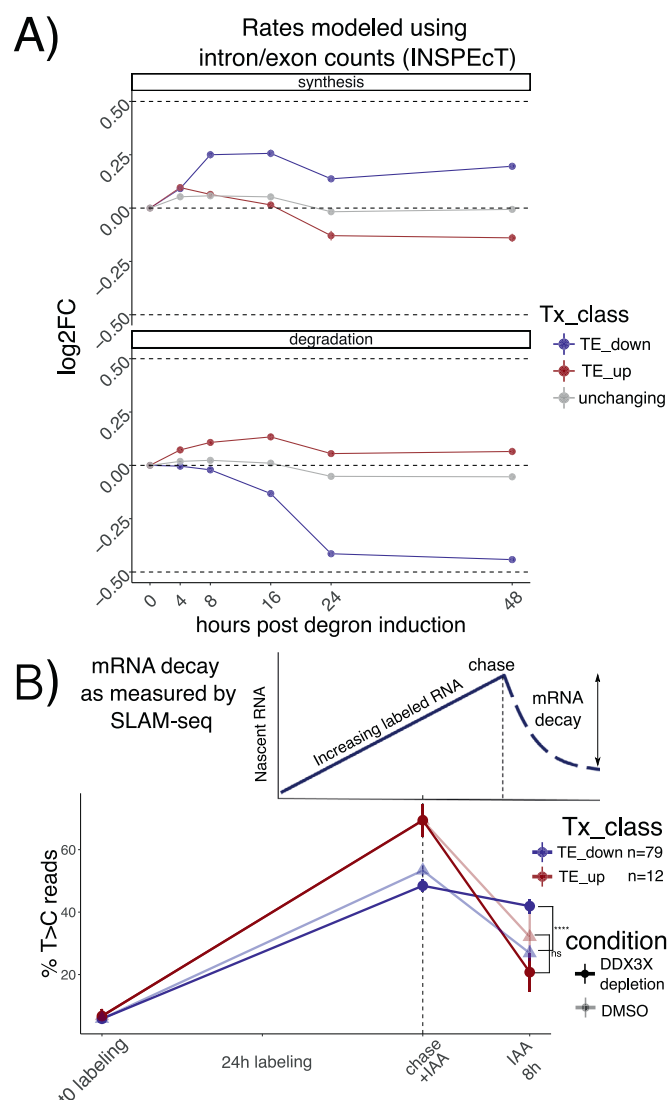 A)
Rates modeled using
intron/exon counts (INSPEcT)
synthesis
0.50
0.25
0.00
−0.25
−0.50
degradation
0.50
0.25
0.00
−0.25
−0.50
log2FC
0
4
8
16
24
48
hours post degron induction
Tx_class
TE_down
TE_up
unchanging
B)
mRNA decay
as measured by
SLAM-seq
Nascent RNA
Increasing labeled RNA
chase
mRNA
decay
% T>C reads
60
40
20
t0 labeling
24h labeling
chase
+IAA
IAA
8h
Tx_class
TE_down n=79
TE_up n=12
****
ns
condition
DDX3X
depletion
DMSO